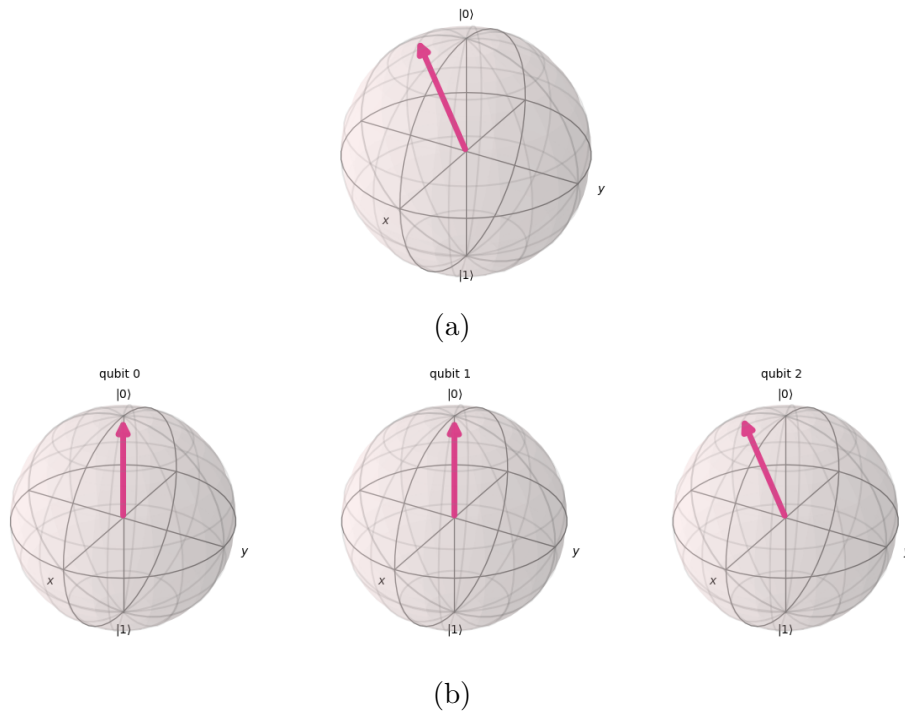 |0⟩
y
x
|1⟩
(a)
qubit 0 qubit 1 qubit 2
|0⟩ |0⟩ |0⟩
y y
x x x
|1⟩ |1⟩ |1⟩
(b)